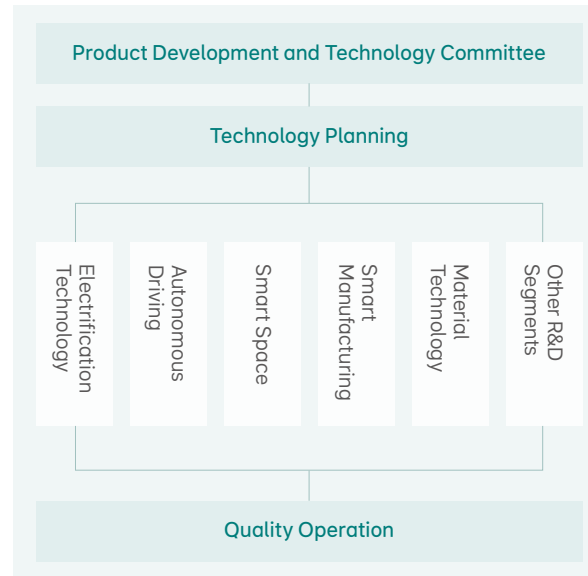 Product Development and Technology Committee
Technology Planning
Electrification
Technology
Autonomous
Driving
Smart Space
Smart
Manufacturing
Material
Technology
Other R&D
Segments
Quality Operation